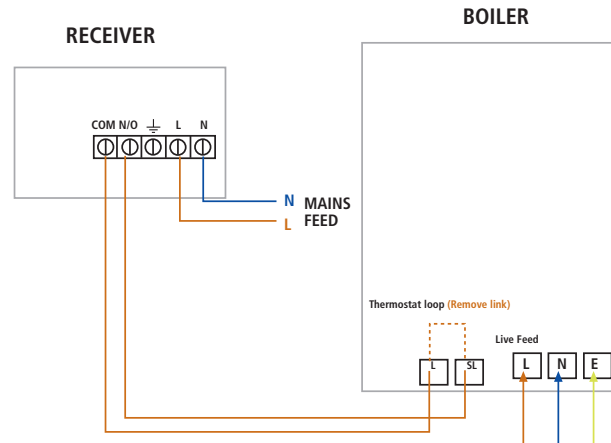 BOILER
RECEIVER
COM N/O L N
N MAINS
L FEED
Thermostat loop (Remove link)
Live Feed
L SL L N E